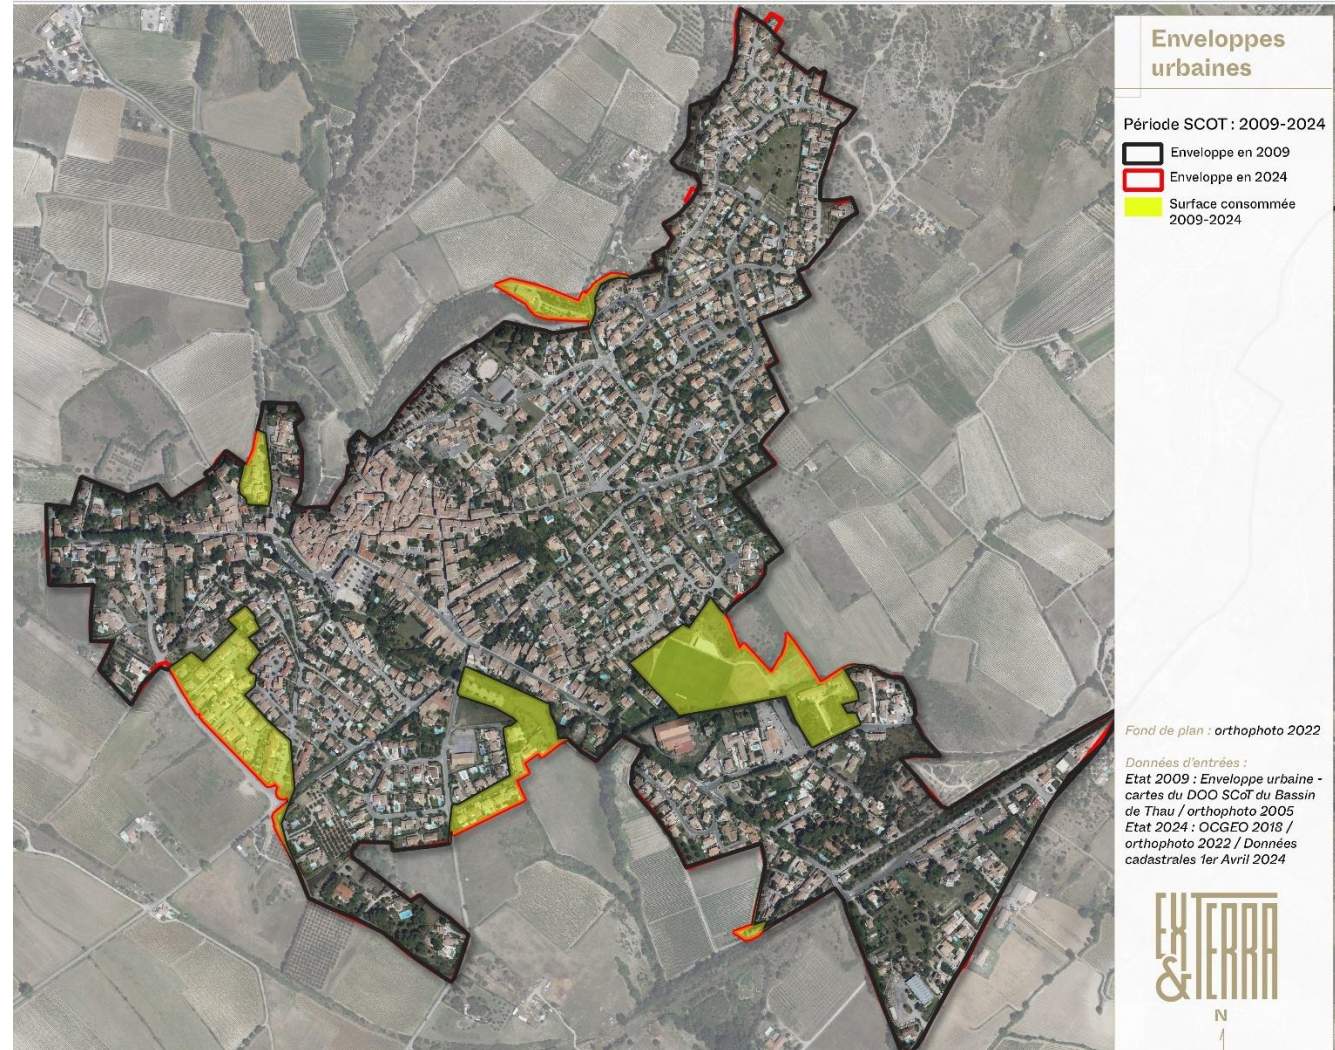 Enveloppes
urbaines
Période SCOT : 2009-2024
Enveloppe en 2009
Enveloppe en 2024
Surface consommée
2009-2024
Fond de plan : orthophoto 2022
Données d'entrées :
Etat 2009 : Enveloppe urbaine -
cartes du DOO SCoT du Bassin
de Thau / orthophoto 2005
Etat 2024 : OCGEO 2018 /
orthophoto 2022 / Données
cadastrales 1er Avril 2024
EX
&TERRA
N